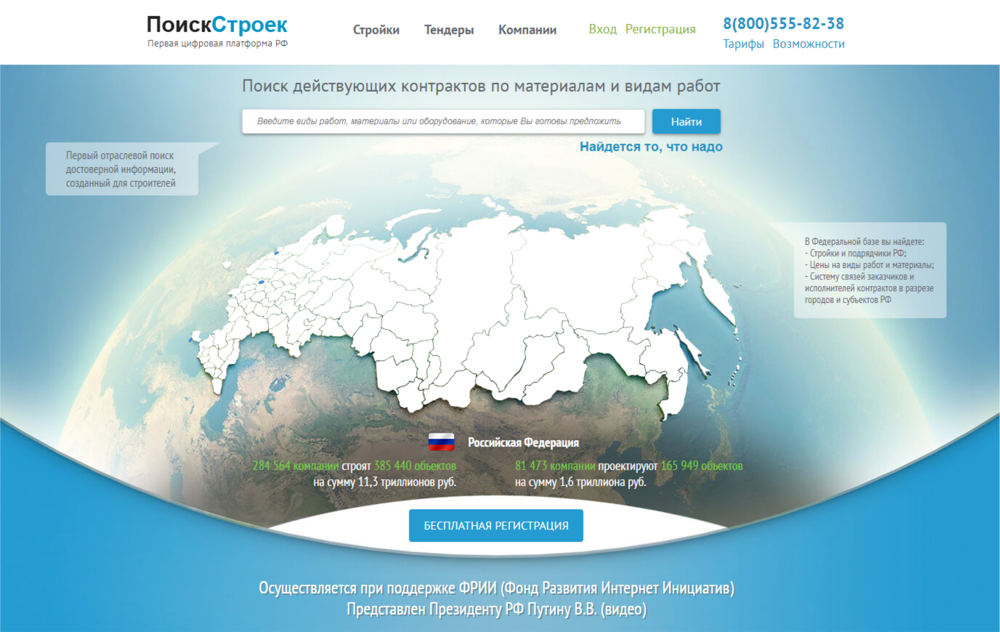 ПоискСтроек
Первая цифровая платформа РФ
Стройки Тендеры Компании Вход Регистрация
8(800)555-82-38
Тарифы Возможности
Поиск действующих контрактов по материалам и видам работ
Введите виды работ, материалы или оборудование, которые Вы готовы предложить
Найти
Найдется то, что надо
Первый отраслевой поиск
достоверной информации,
созданный для строителей
В Федеральной базе вы найдете:
- Стройки и подрядчики РФ;
- Цены на виды работ и материалы;
- Систему связей заказчиков и
исполнителей контрактов в разрезе
городов и субъектов РФ
Российская Федерация
284 564 компании строят 385 440 объектов
на сумму 11,3 триллионов руб.
81 473 компании проектируют 165 949 объектов
на сумму 1,6 триллиона руб.
БЕСПЛАТНАЯ РЕГИСТРАЦИЯ
Осуществляется при поддержке ФРИИ (Фонд Развития Интернет Инициатив)
Представлен Президенту РФ Путину В.В. (видео)